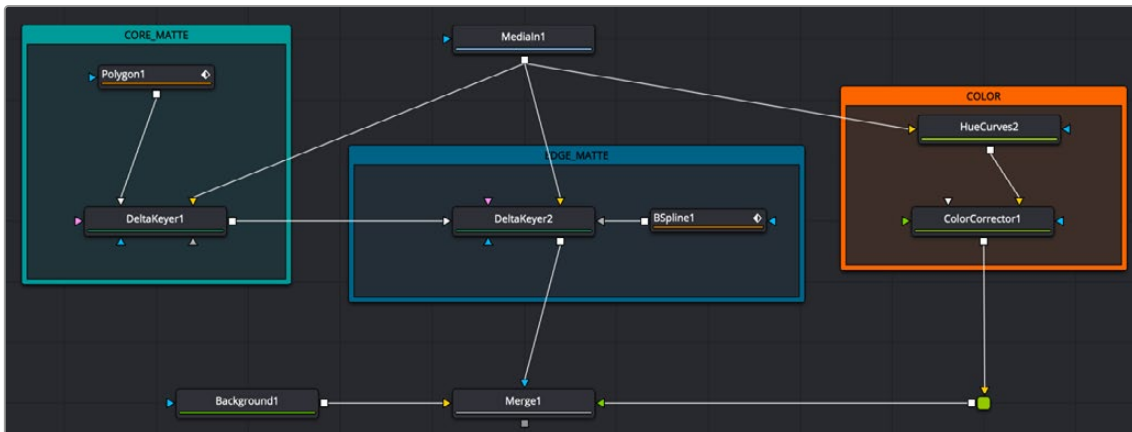 CORE_MATTE
MediaIn1
Polygon1
COLOR
HueCurves2
EDGE_MATTE
DeltaKeyer1
DeltaKeyer2
BSpline1
ColorCorrector1
Background1
Merge1